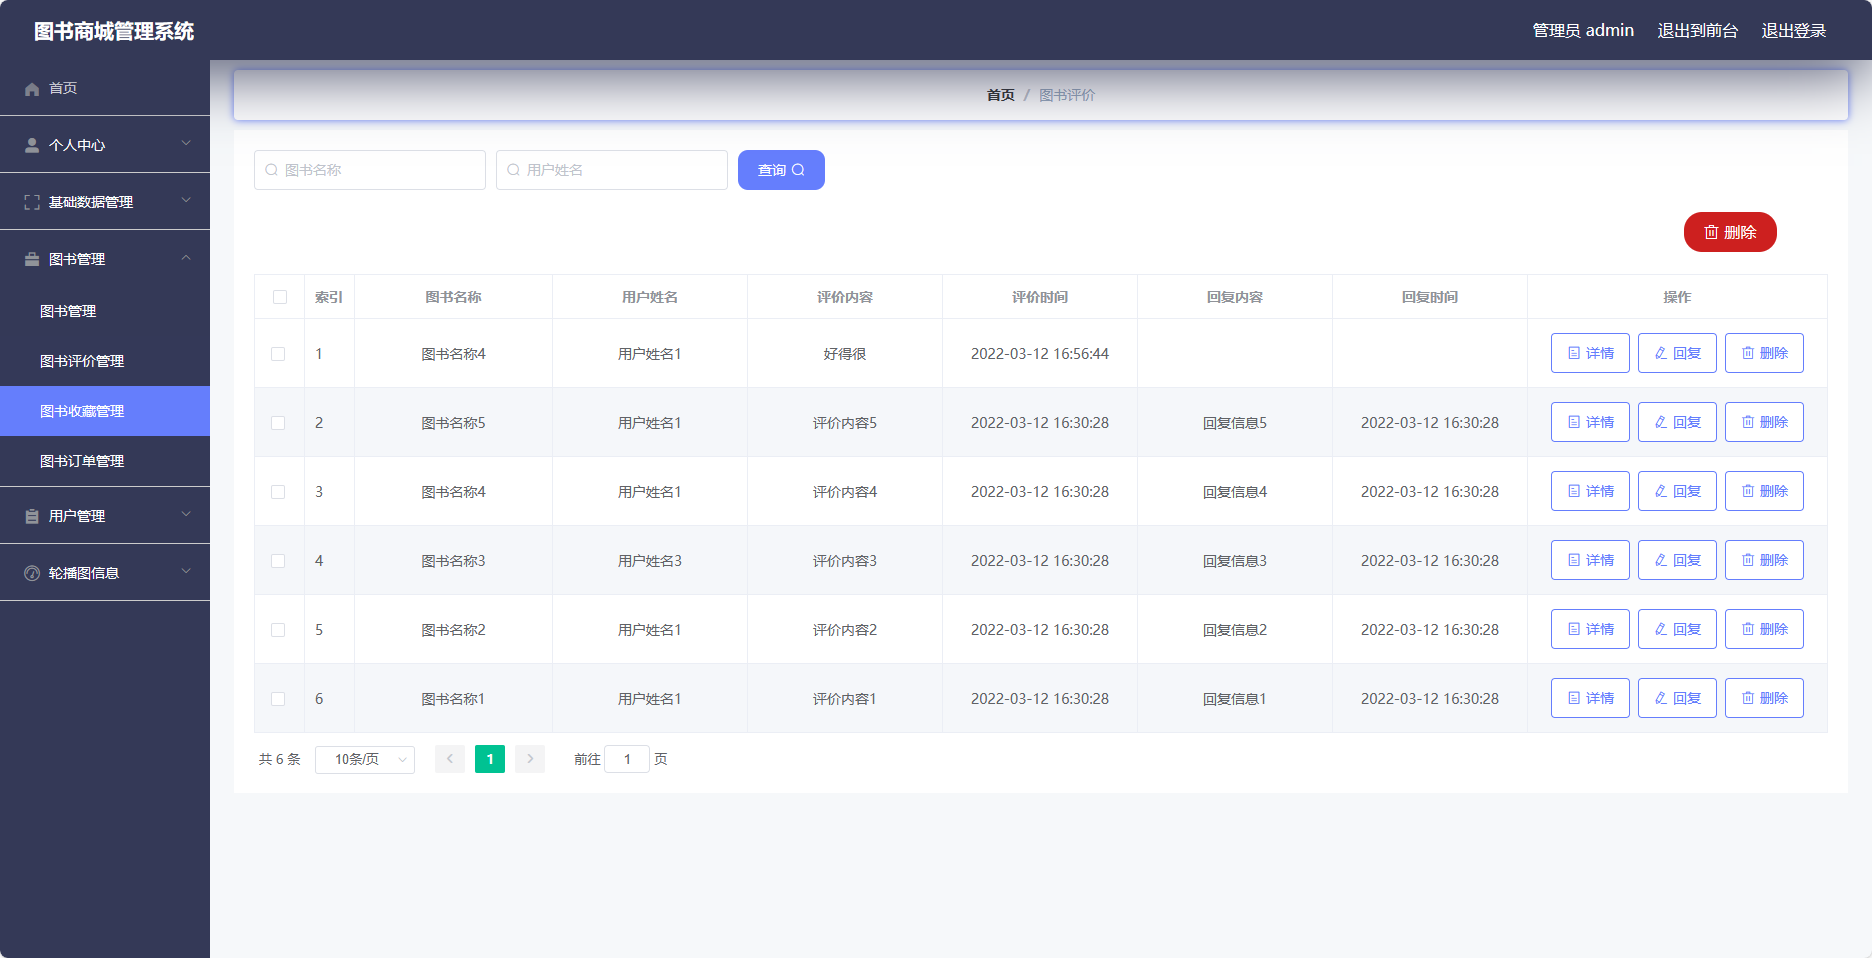 图书商城管理系统
管理员 admin 退出到前台 退出登录
首页
个人中心
基础数据管理
图书管理
图书管理
图书评价管理
图书收藏管理
图书订单管理
用户管理
轮播图信息
首页 / 图书评价
图书名称 用户姓名 查询
删除
索引 图书名称 用户姓名 评价内容 评价时间 回复内容 回复时间 操作
1 图书名称4 用户姓名1 好得很 2022-03-12 16:56:44 详情 回复 删除
2 图书名称5 用户姓名1 评价内容5 2022-03-12 16:30:28 回复信息5 2022-03-12 16:30:28 详情 回复 删除
3 图书名称4 用户姓名1 评价内容4 2022-03-12 16:30:28 回复信息4 2022-03-12 16:30:28 详情 回复 删除
4 图书名称3 用户姓名3 评价内容3 2022-03-12 16:30:28 回复信息3 2022-03-12 16:30:28 详情 回复 删除
5 图书名称2 用户姓名1 评价内容2 2022-03-12 16:30:28 回复信息2 2022-03-12 16:30:28 详情 回复 删除
6 图书名称1 用户姓名1 评价内容1 2022-03-12 16:30:28 回复信息1 2022-03-12 16:30:28 详情 回复 删除
共 6 条 10条/页 1 前往 1 页